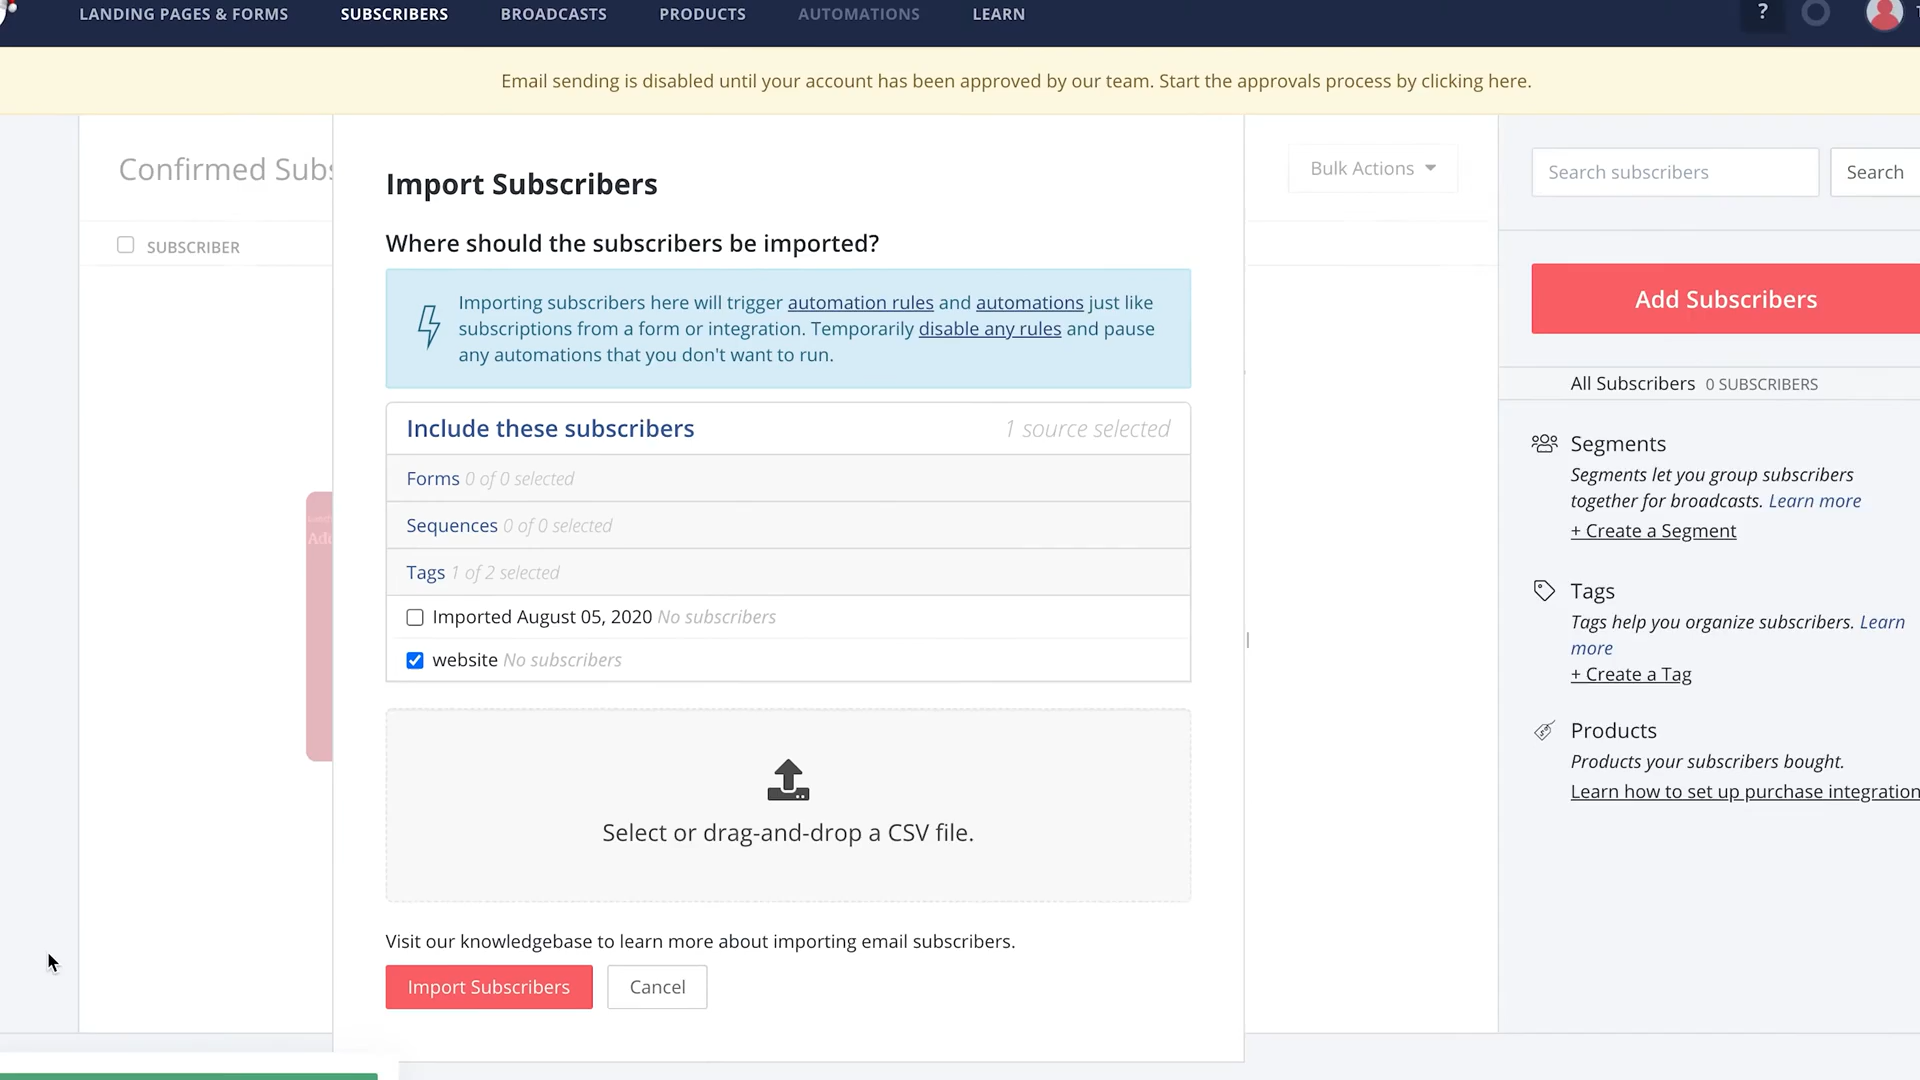 LANDING PAGES & FORMS SUBSCRIBERS BROADCASTS PRODUCTS AUTOMATIONS LEARN ?
Email sending is disabled until your account has been approved by our team. Start the approvals process by clicking here.
Confirmed Subs
SUBSCRIBER
Import Subscribers
Where should the subscribers be imported?
Importing subscribers here will trigger automation rules and automations just like
subscriptions from a form or integration. Temporarily disable any rules and pause
any automations that you don't want to run.
Include these subscribers 1 source selected
Forms 0 of 0 selected
Sequences 0 of 0 selected
Tags 1 of 2 selected
Imported August 05, 2020 No subscribers
website No subscribers
Select or drag-and-drop a CSV file.
Visit our knowledgebase to learn more about importing email subscribers.
Import Subscribers Cancel
Bulk Actions
Search subscribers Search
Add Subscribers
All Subscribers 0 SUBSCRIBERS
Segments
Segments let you group subscribers
together for broadcasts. Learn more
+ Create a Segment
Tags
Tags help you organize subscribers. Learn
more
+ Create a Tag
Products
Products your subscribers bought.
Learn how to set up purchase integration